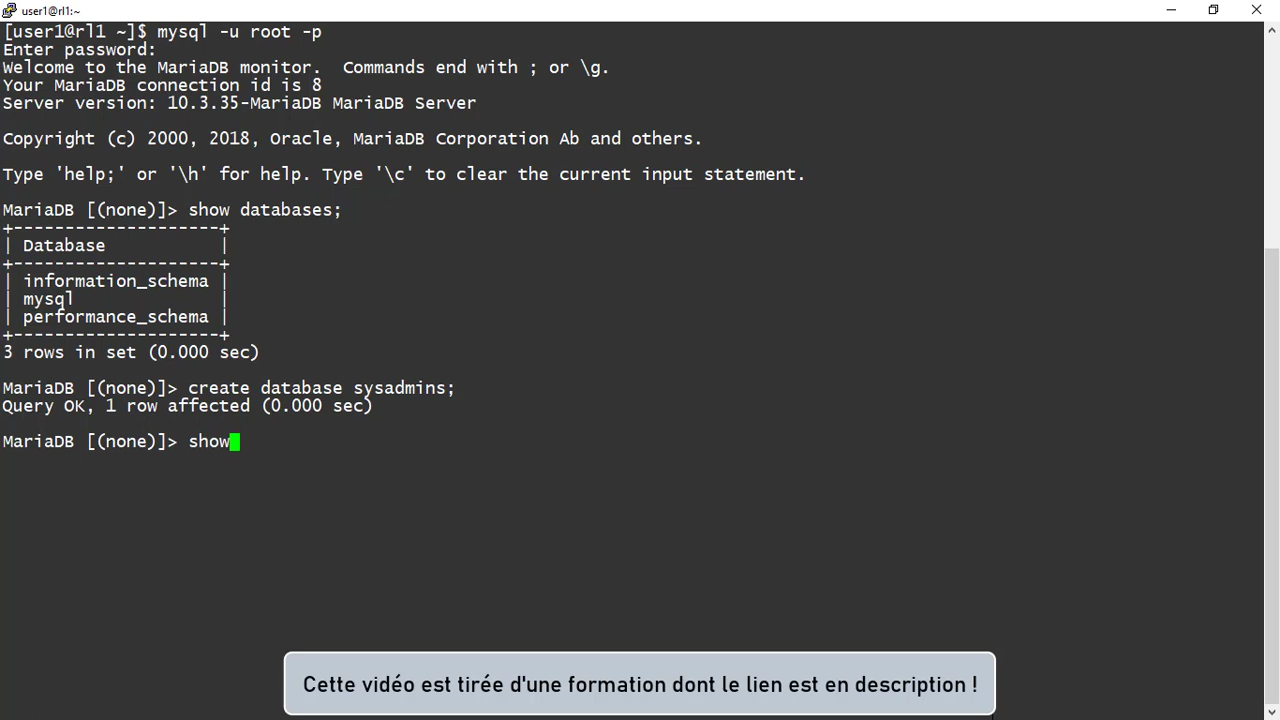 user1@rl1:~
[user1@rl1 ~]$ mysql -u root -p
Enter password:
Welcome to the MariaDB monitor.  Commands end with ; or \g.
Your MariaDB connection id is 8
Server version: 10.3.35-MariaDB MariaDB Server
Copyright (c) 2000, 2018, Oracle, MariaDB Corporation Ab and others.
Type 'help;' or '\h' for help. Type '\c' to clear the current input statement.
MariaDB [(none)]> show databases;
+--------------------+
| Database           |
+--------------------+
| information_schema |
| mysql              |
| performance_schema |
+--------------------+
3 rows in set (0.000 sec)
MariaDB [(none)]> create database sysadmins;
Query OK, 1 row affected (0.000 sec)
MariaDB [(none)]> show
Cette vidéo est tirée d'une formation dont le lien est en description !